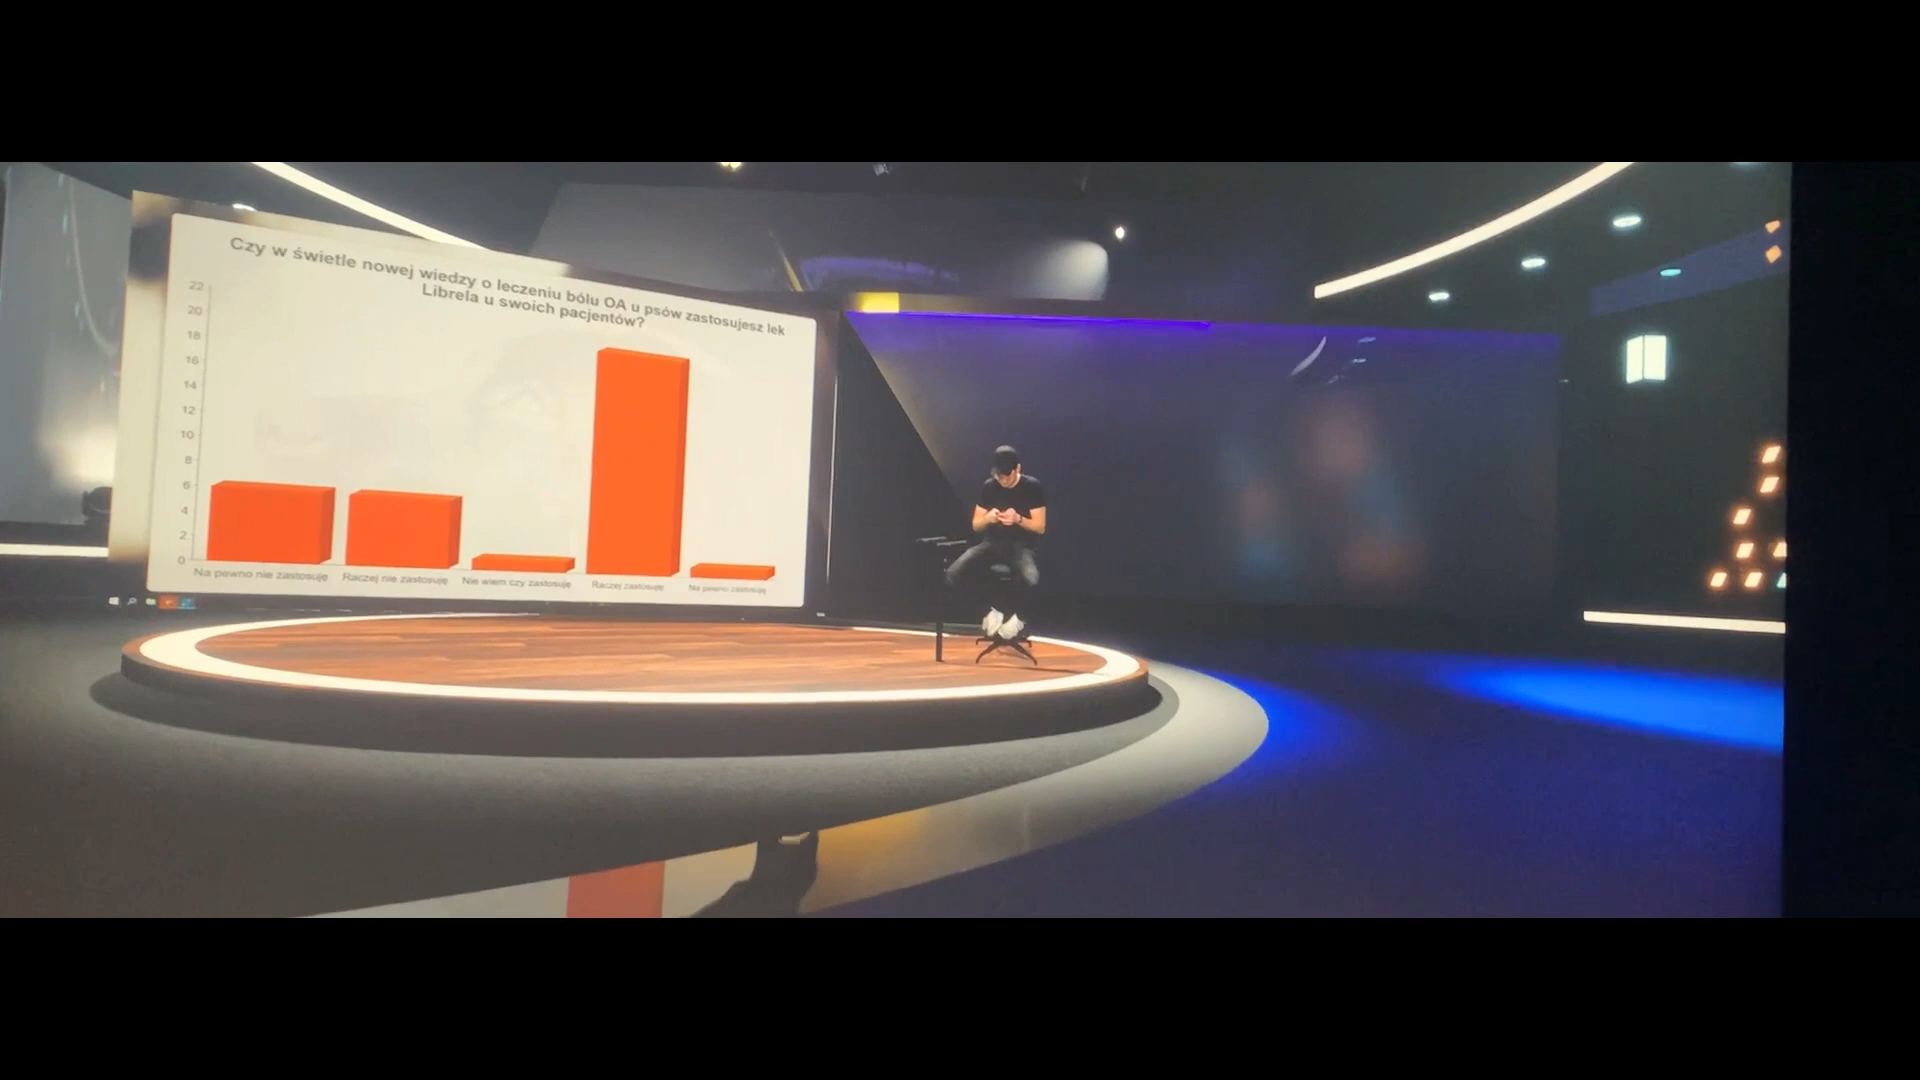 Czy w świetle nowej wiedzy o leczeniu bólu OA u psów zastosujesz lek
Librela u swoich pacjentów?
22
20
18
16
14
12
10
8
6
4
2
0
Na pewno nie zastosuję
Raczej nie zastosuję
Nie wiem czy zastosuję
Raczej zastosuję
Na pewno zastosuję